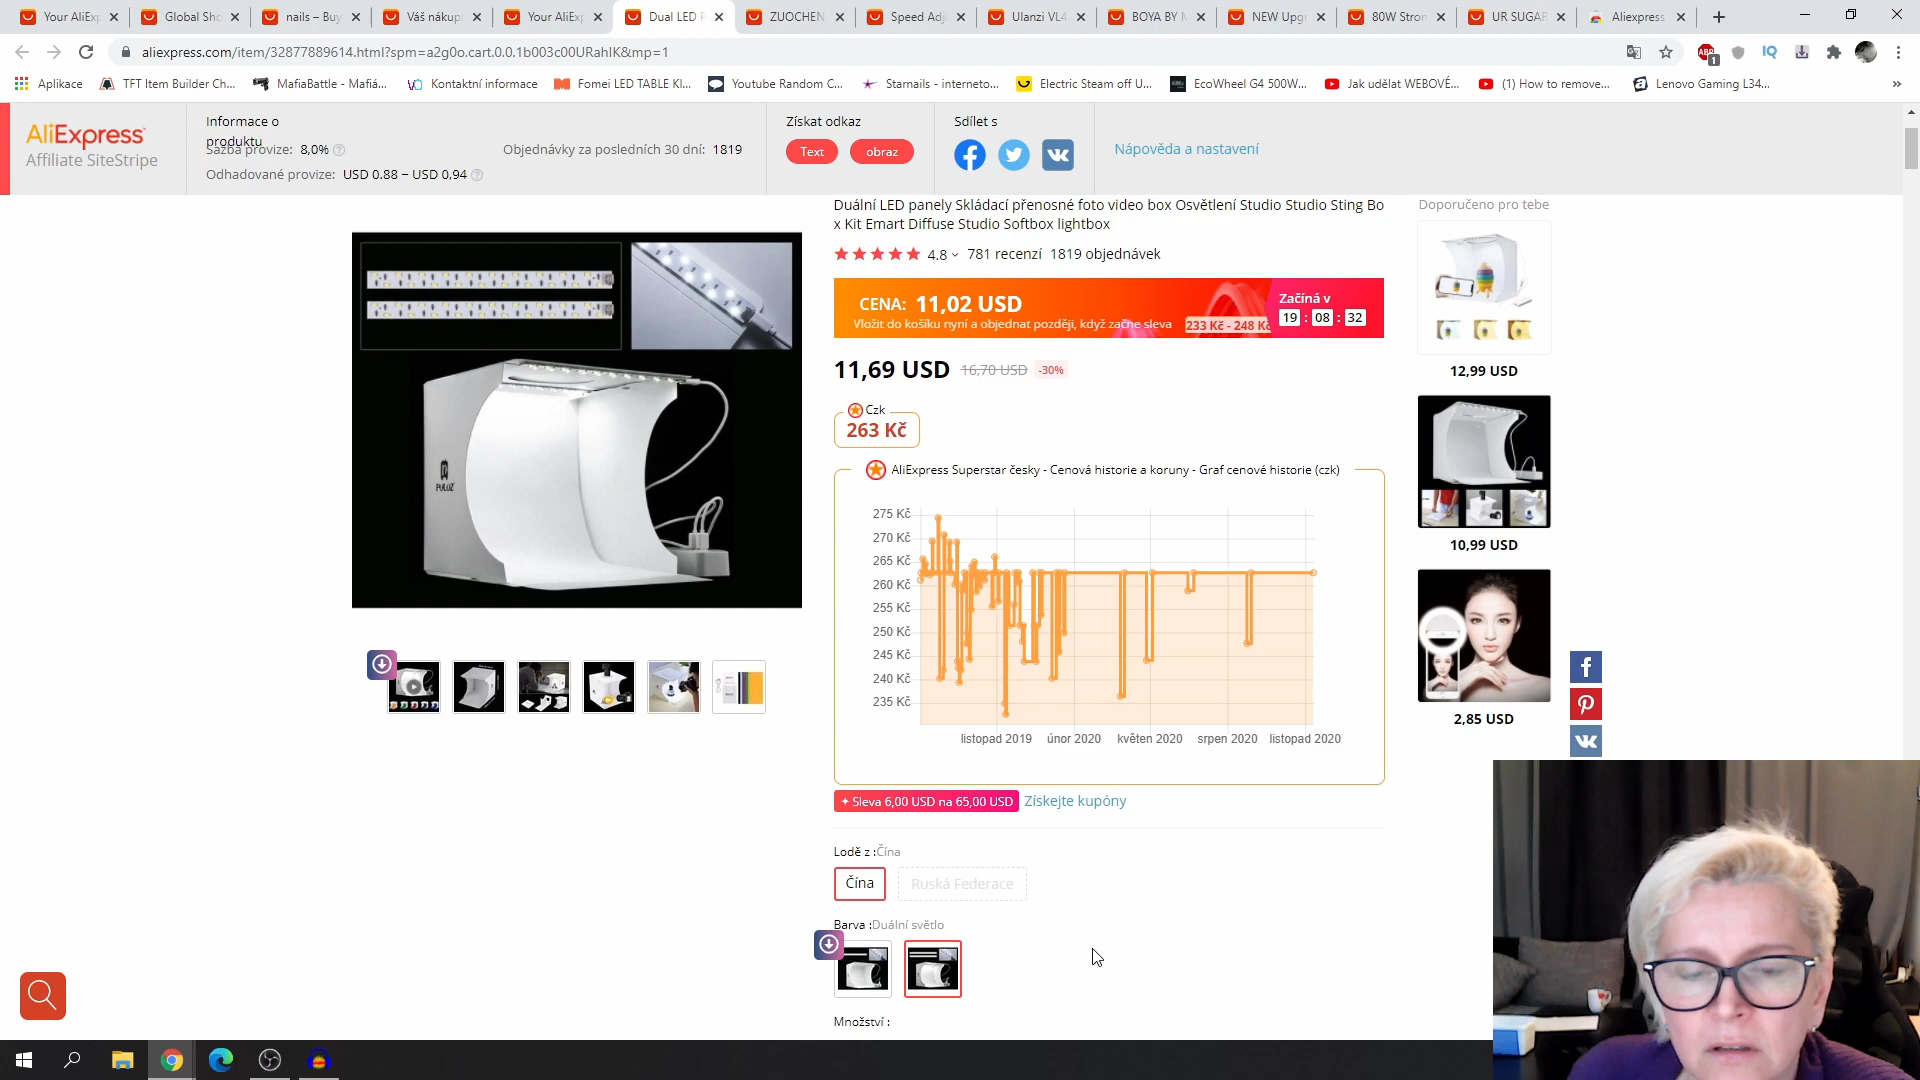 Your AliExp
Global Sho
nails – Buy
Váš nákup
Your AliExp
Dual LED P
ZUOCHEN
Speed Adj
Ulanzi VL4
BOYA BY M
NEW Upg
80W Stron
UR SUGAR
Aliexpress
aliexpress.com/item/32877889614.html?spm=a2g0o.cart.0.0.1b003c00URahlK&mp=1
ABP
1
IQ
Aplikace
TFT Item Builder Ch...
MafiaBattle - Mafiá...
Kontaktní informace
Fomei LED TABLE KI...
Youtube Random C...
Starnails - interneto...
Electric Steam off U...
EcoWheel G4 500W...
Jak udělat WEBOVÉ...
(1) How to remove...
Lenovo Gaming L34...
AliExpress
Affiliate SiteStripe
Informace o
produktu
Sazba provize: 8,0%
Objednávky za posledních 30 dní: 1819
Odhadované provize: USD 0.88 – USD 0,94
Získat odkaz
Text
obraz
Sdílet s
Nápověda a nastavení
Duální LED panely Skládací přenosné foto video box Osvětlení Studio Studio Sting Bo
x Kit Emart Diffuse Studio Softbox lightbox
4.8
781 recenzí
1819 objednávek
CENA: 11,02 USD
Vložit do košíku nyní a objednat později, když začne sleva
233 Kč - 248 Kč
Začíná v
19 : 08 : 32
11,69 USD
16,70 USD
-30%
Czk
263 Kč
AliExpress Superstar česky - Cenová historie a koruny - Graf cenové historie (czk)
275 Kč
270 Kč
265 Kč
260 Kč
255 Kč
250 Kč
245 Kč
240 Kč
235 Kč
listopad 2019
únor 2020
květen 2020
srpen 2020
listopad 2020
Sleva 6,00 USD na 65,00 USD
Získejte kupóny
Lodě z :Čína
Čína
Ruská Federace
Barva :Duální světlo
Množství :
PULUZ
Doporučeno pro tebe
12,99 USD
10,99 USD
2,85 USD